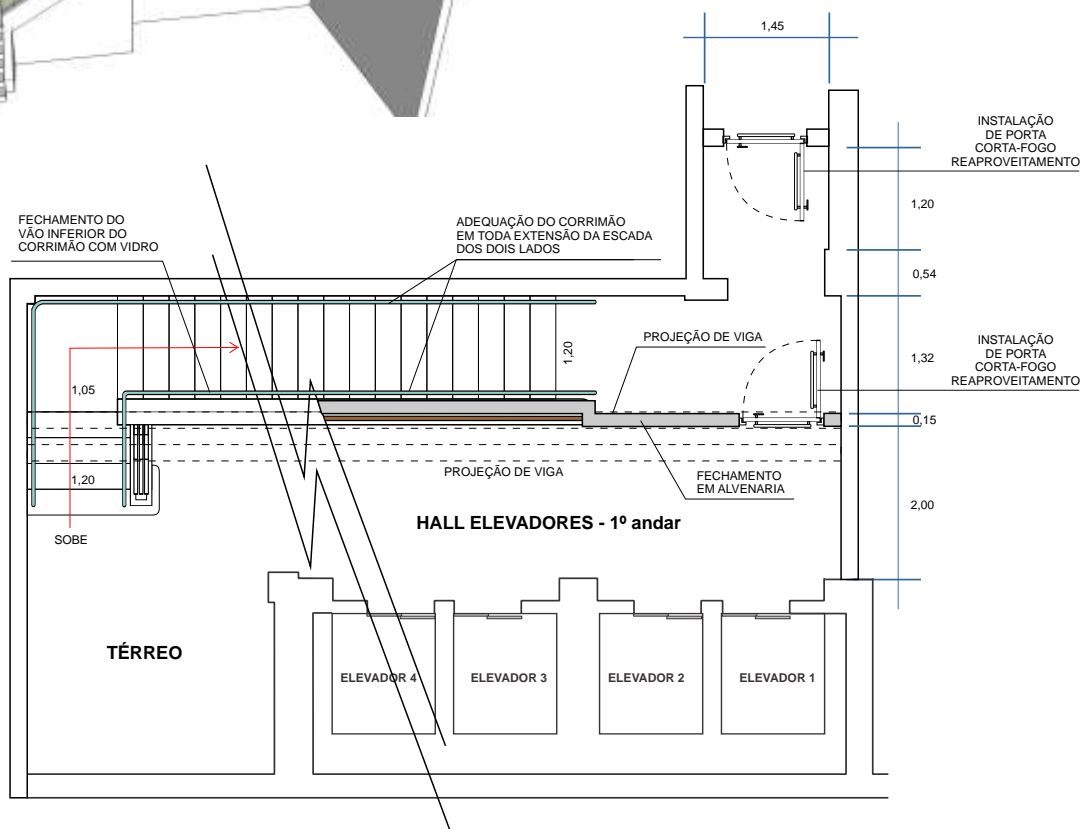 1,45
INSTALAÇÃO
DE PORTA
CORTA-FOGO
REAPROVEITAMENTO
1,20
FECHAMENTO DO
VÃO INFERIOR DO
CORRIMÃO COM VIDRO
ADEQUAÇÃO DO CORRIMÃO
EM TODA EXTENSÃO DA ESCADA
DOS DOIS LADOS
0,54
PROJEÇÃO DE VIGA
1,20
INSTALAÇÃO
DE PORTA
CORTA-FOGO
REAPROVEITAMENTO
1,32
1,05
0,15
PROJEÇÃO DE VIGA
1,20
FECHAMENTO
EM ALVENARIA
2,00
HALL ELEVADORES - 1º andar
SOBE
TÉRREO
ELEVADOR 4
ELEVADOR 3
ELEVADOR 2
ELEVADOR 1